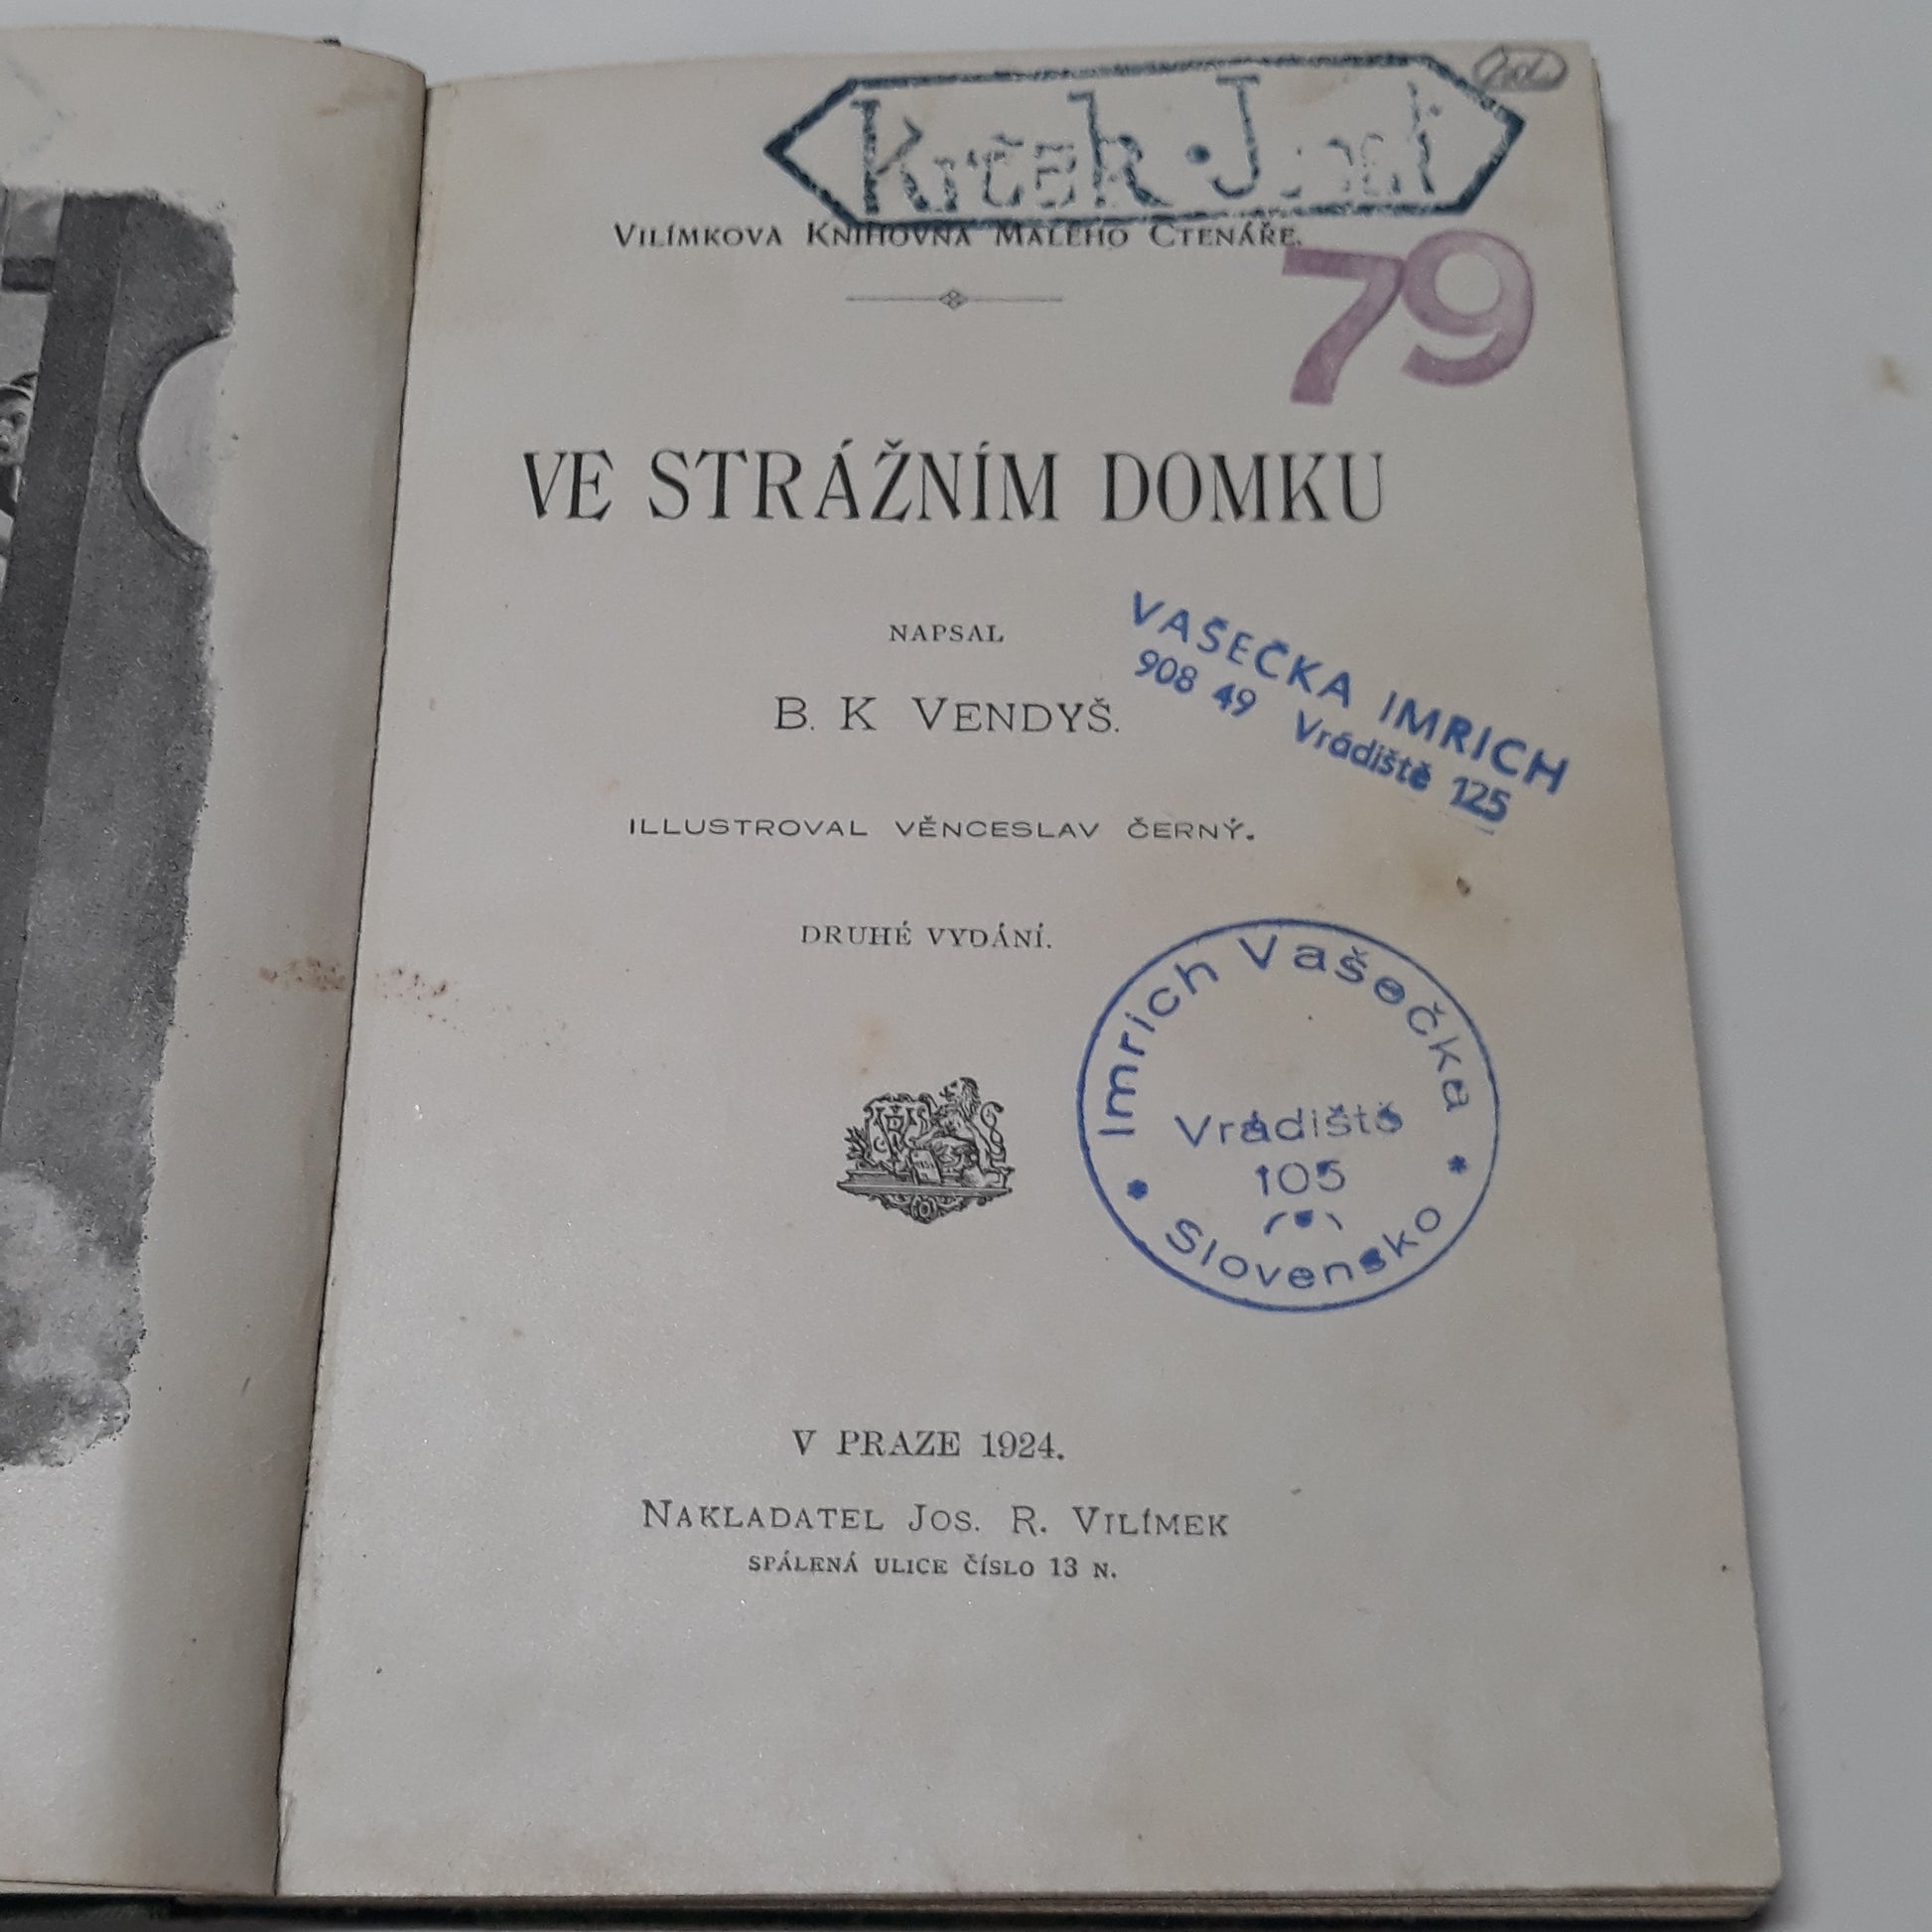 Krček · J
VILÍMKOVA KNIHOVNA MALÉHO ČTENÁŘE.
79
VE STRÁŽNÍM DOMKU
NAPSAL
B. K VENDYŠ.
VAŠEČKA IMRICH
908 49 Vrádiště 125
ILLUSTROVAL VĚNCESLAV ČERNÝ.
DRUHÉ VYDÁNÍ.
Imrich Vašečka
Vrádiště
105
Slovensko
V PRAZE 1924.
NAKLADATEL JOS. R. VILÍMEK
SPÁLENÁ ULICE ČÍSLO 13 N.